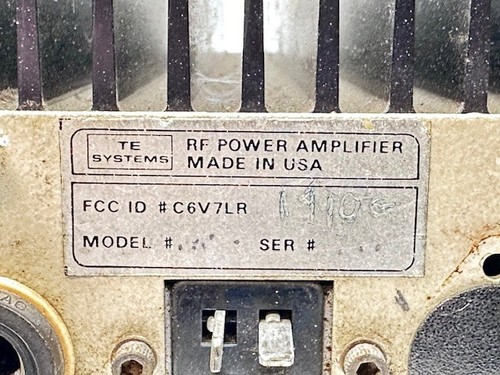 TE SYSTEMS
RF POWER AMPLIFIER
MADE IN USA
FCC ID #C6V7LR
MODEL # SER #